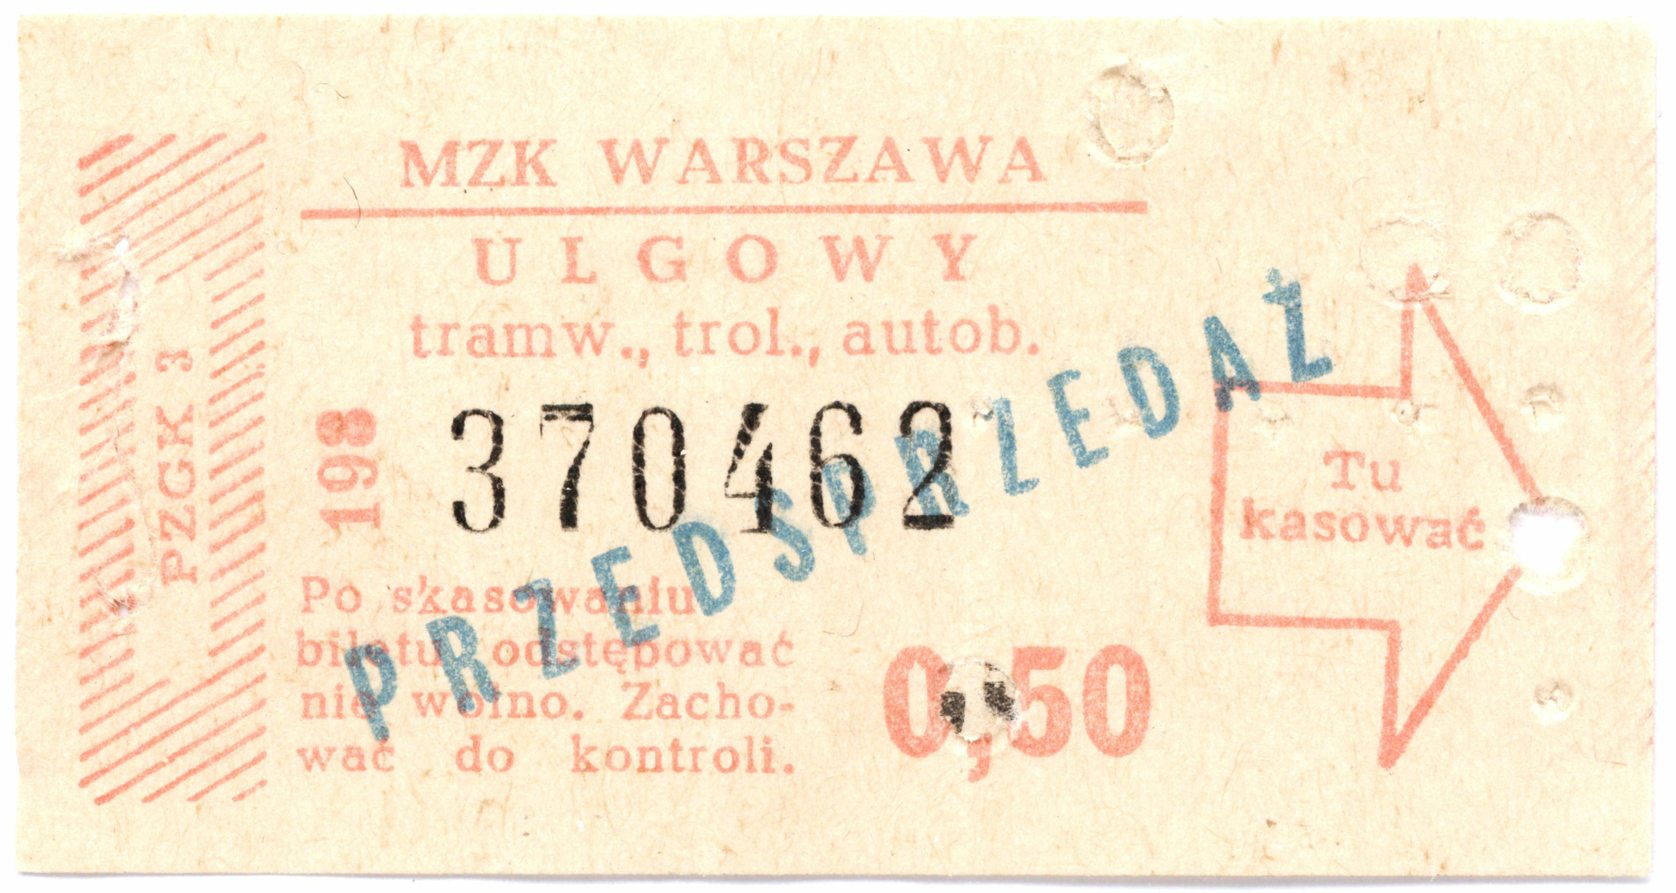 MZK WARSZAWA
ULGOWY
tramw., trol., autob.
PZGK 3
198
370462
PRZEDSPRZEDAŻ
Tu
kasować
Po skasowaniu
biletu odstępować
nie wolno. Zacho-
wać do kontroli.
0,50